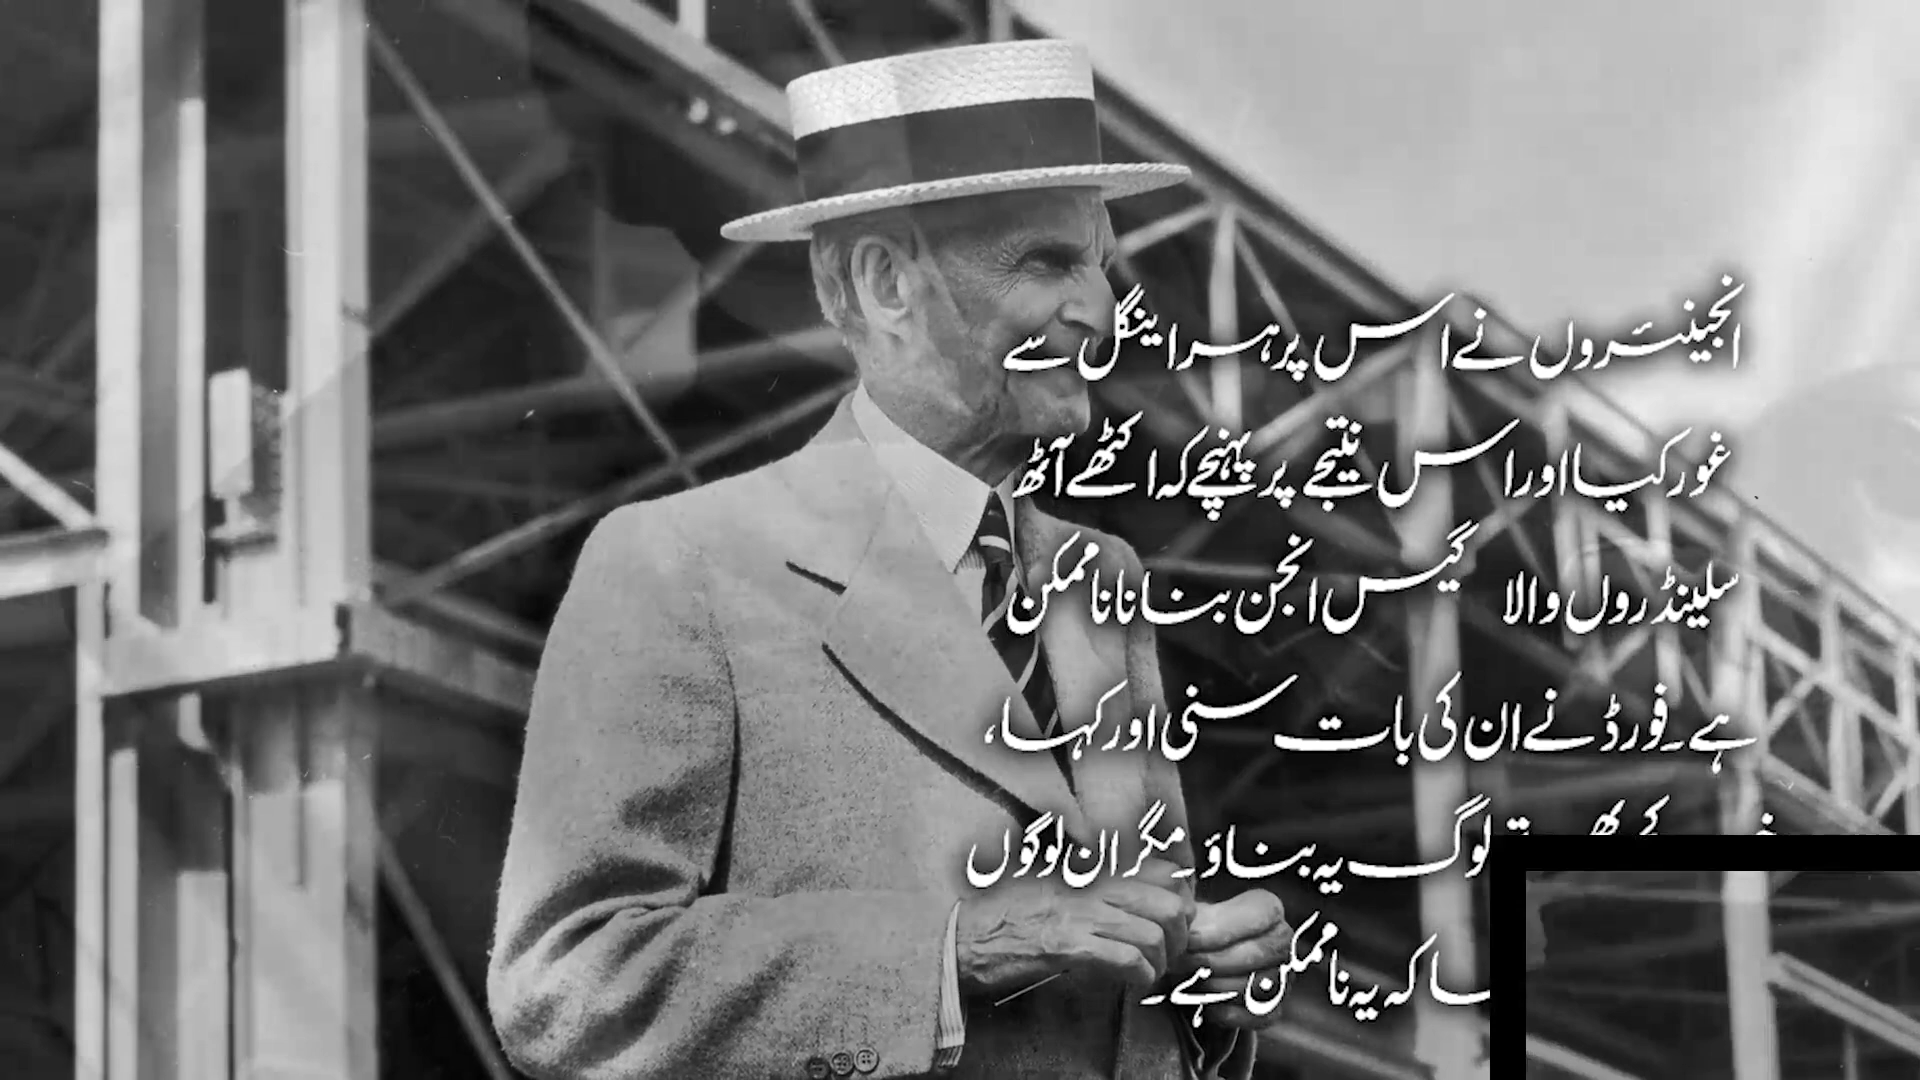 انجینئروں نے اس پر ہر اینگل سے
غور کیا اور اس نتیجے پر پہنچے کہ اکٹھے آٹھ
سلینڈروں والا گیس انجن بنانا ناممکن
ہے۔ فورڈ نے ان کی بات سنی اور کہا،
لوگ یہ بناؤ۔ مگر ان لوگوں
کہ یہ ناممکن ہے۔